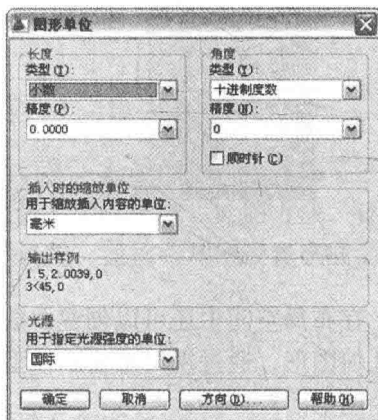 图形单位
长度
类型(T):
小数
精度(P):
0.0000
角度
类型(Y):
十进制度数
精度(N):
0
顺时针(C)
插入时的缩放单位
用于缩放插入内容的单位:
毫米
输出样例
1.5,2.0039,0
3<45,0
光源
用于指定光源强度的单位:
国际
确定 取消 方向(D)... 帮助(H)